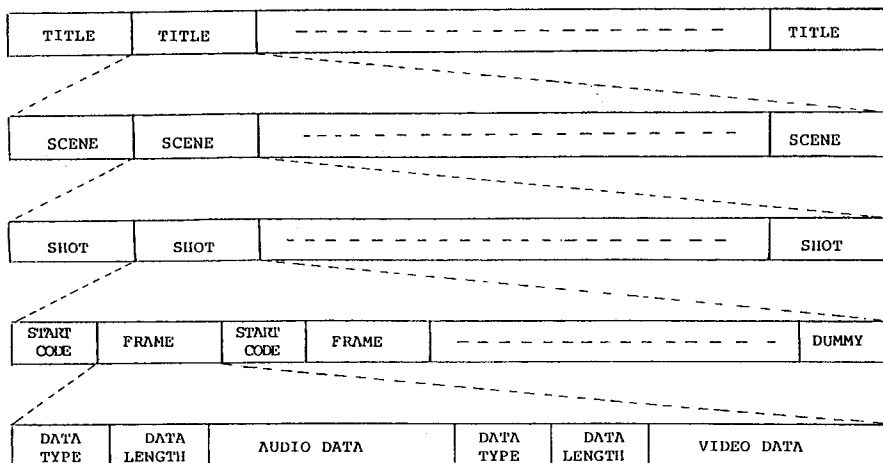 TITLE TITLE TITLE
SCENE SCENE SCENE
SHOT SHOT SHOT
START CODE FRAME START CODE FRAME DUMMY
DATA TYPE DATA LENGTH AUDIO DATA DATA TYPE DATA LENGTH VIDEO DATA